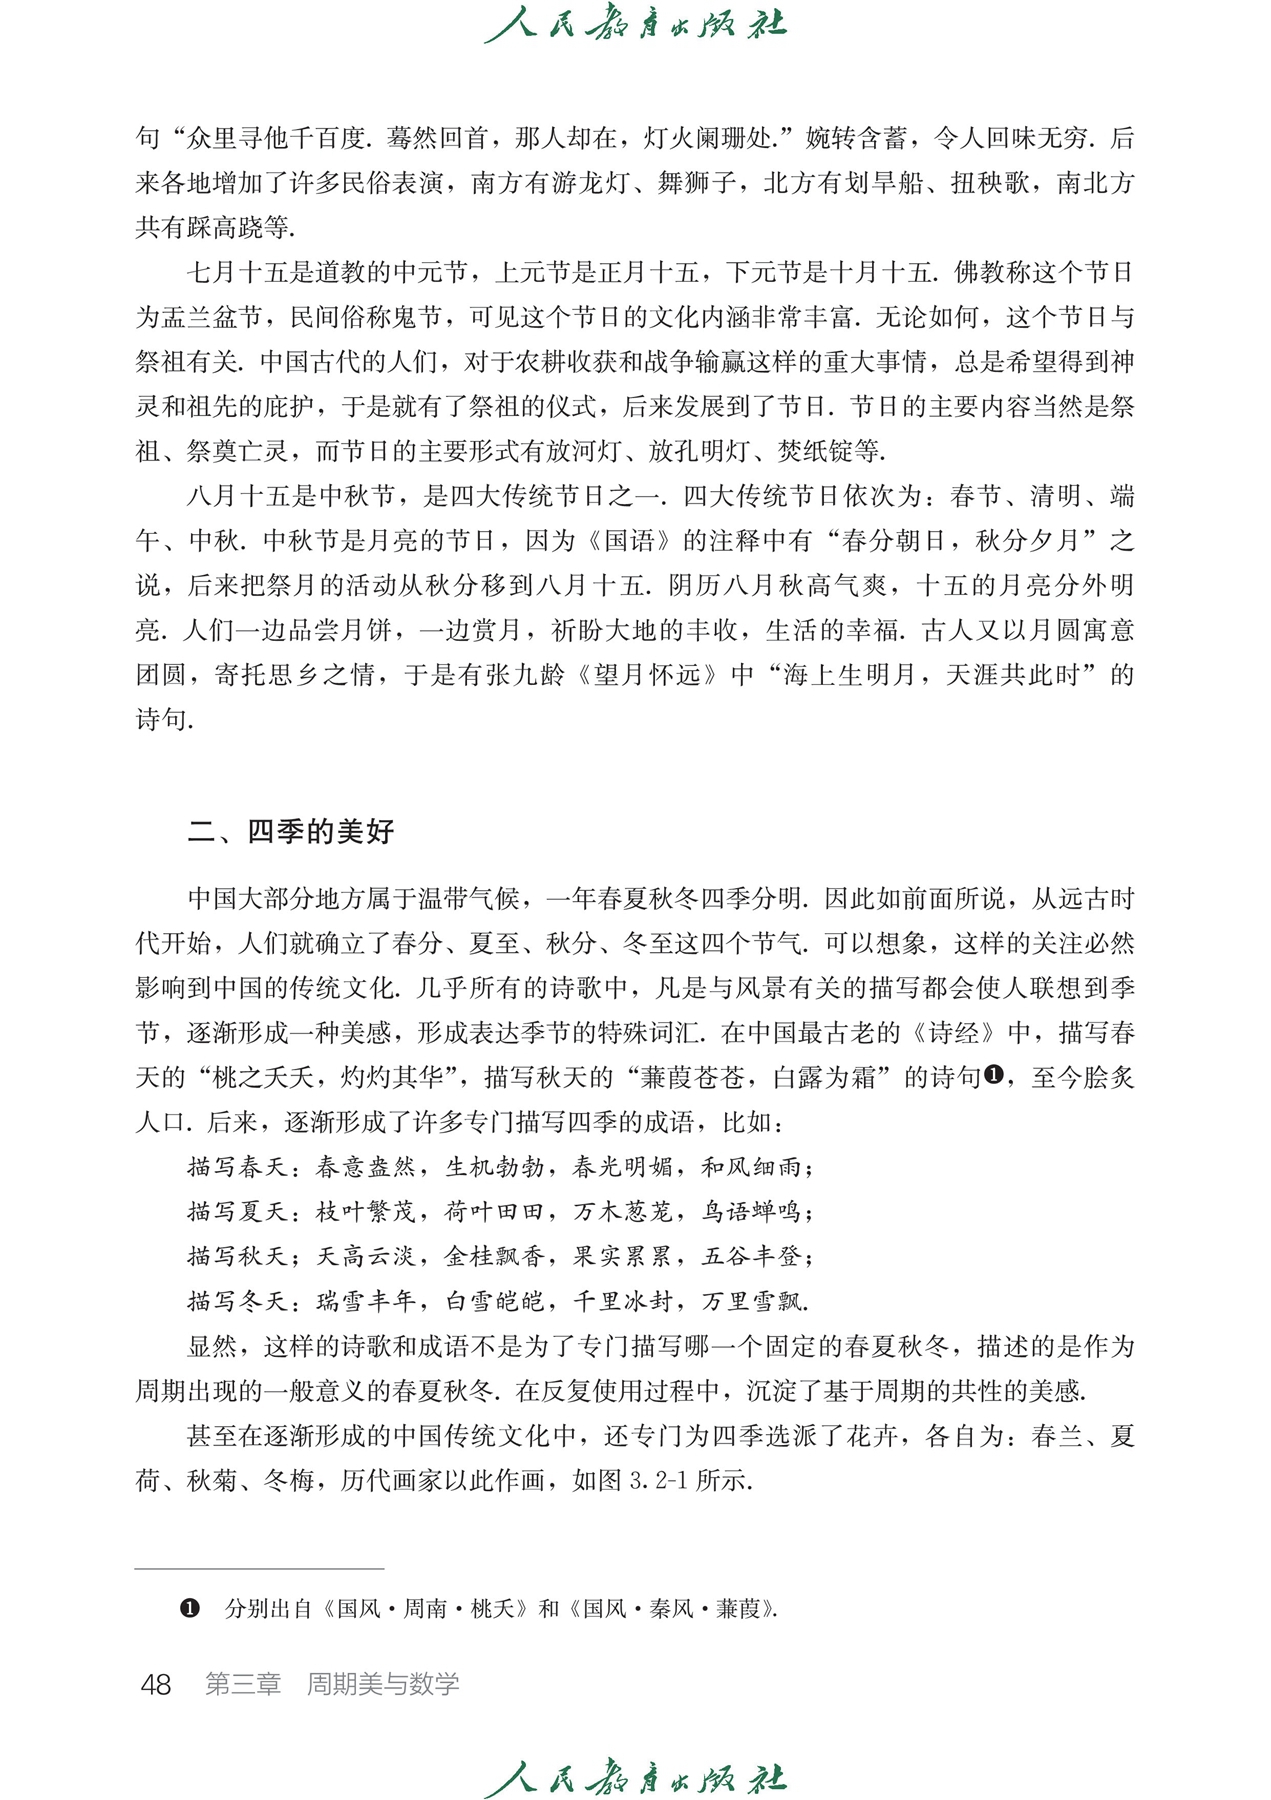 人民教育出版社
句“众里寻他千百度. 蓦然回首，那人却在，灯火阑珊处.”婉转含蓄，令人回味无穷. 后
来各地增加了许多民俗表演，南方有游龙灯、舞狮子，北方有划旱船、扭秧歌，南北方
共有踩高跷等.
七月十五是道教的中元节，上元节是正月十五，下元节是十月十五. 佛教称这个节日
为盂兰盆节，民间俗称鬼节，可见这个节日的文化内涵非常丰富. 无论如何，这个节日与
祭祖有关. 中国古代的人们，对于农耕收获和战争输赢这样的重大事情，总是希望得到神
灵和祖先的庇护，于是就有了祭祖的仪式，后来发展到了节日. 节日的主要内容当然是祭
祖、祭奠亡灵，而节日的主要形式有放河灯、放孔明灯、焚纸锭等.
八月十五是中秋节，是四大传统节日之一. 四大传统节日依次为：春节、清明、端
午、中秋. 中秋节是月亮的节日，因为《国语》的注释中有“春分朝日，秋分夕月”之
说，后来把祭月的活动从秋分移到八月十五. 阴历八月秋高气爽，十五的月亮分外明
亮. 人们一边品尝月饼，一边赏月，祈盼大地的丰收，生活的幸福. 古人又以月圆寓意
团圆，寄托思乡之情，于是有张九龄《望月怀远》中“海上生明月，天涯共此时”的
诗句.
二、四季的美好
中国大部分地方属于温带气候，一年春夏秋冬四季分明. 因此如前面所说，从远古时
代开始，人们就确立了春分、夏至、秋分、冬至这四个节气. 可以想象，这样的关注必然
影响到中国的传统文化. 几乎所有的诗歌中，凡是与风景有关的描写都会使人联想到季
节，逐渐形成一种美感，形成表达季节的特殊词汇. 在中国最古老的《诗经》中，描写春
天的“桃之夭夭，灼灼其华”，描写秋天的“蒹葭苍苍，白露为霜”的诗句❶，至今脍炙
人口. 后来，逐渐形成了许多专门描写四季的成语，比如：
描写春天：春意盎然，生机勃勃，春光明媚，和风细雨；
描写夏天：枝叶繁茂，荷叶田田，万木葱茏，鸟语蝉鸣；
描写秋天；天高云淡，金桂飘香，果实累累，五谷丰登；
描写冬天：瑞雪丰年，白雪皑皑，千里冰封，万里雪飘.
显然，这样的诗歌和成语不是为了专门描写哪一个固定的春夏秋冬，描述的是作为
周期出现的一般意义的春夏秋冬. 在反复使用过程中，沉淀了基于周期的共性的美感.
甚至在逐渐形成的中国传统文化中，还专门为四季选派了花卉，各自为：春兰、夏
荷、秋菊、冬梅，历代画家以此作画，如图 3.2-1 所示.
❶ 分别出自《国风·周南·桃夭》和《国风·秦风·蒹葭》.
48 第三章 周期美与数学
人民教育出版社